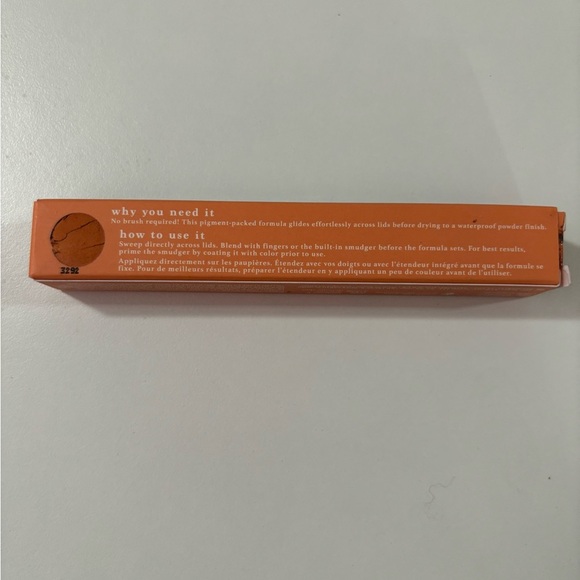 why you need it
No brush required! This pigment-packed formula glides effortlessly across lids before drying to a waterproof powder finish.
how to use it
Sweep directly across lids. Blend with fingers or the built-in smudger before the formula sets. For best results,
prime the smudger by coating it with color prior to use.
Appliquez directement sur les paupières. Étendez avec vos doigts ou avec l'étendeur intégré avant que la formule se
fixe. Pour de meilleurs résultats, préparer l'étendeur en y appliquant un peu de couleur avant de l'utiliser.